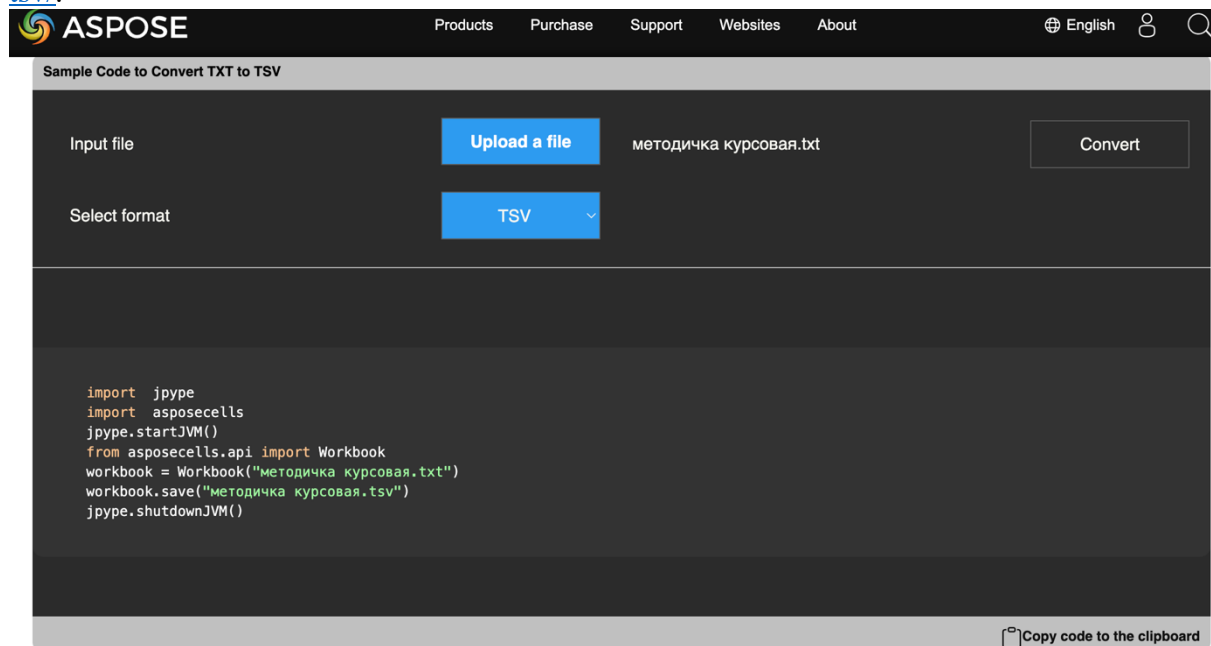 ASPOSE Products Purchase Support Websites About English
Sample Code to Convert TXT to TSV
Input file Upload a file методичка курсовая.txt Convert
Select format TSV
import jpype
import asposecells
jpype.startJVM()
from asposecells.api import Workbook
workbook = Workbook("методичка курсовая.txt")
workbook.save("методичка курсовая.tsv")
jpype.shutdownJVM()
Copy code to the clipboard